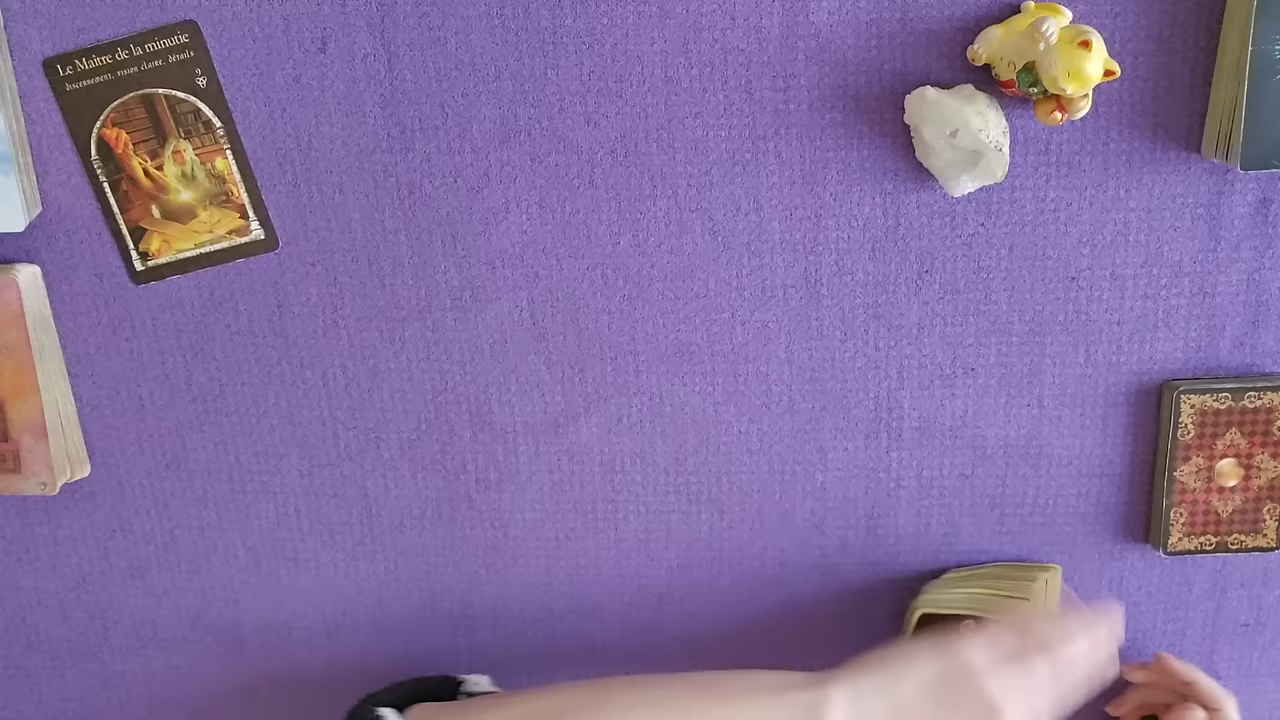 Le Maître de la minutie
discernement, vision claire, détails